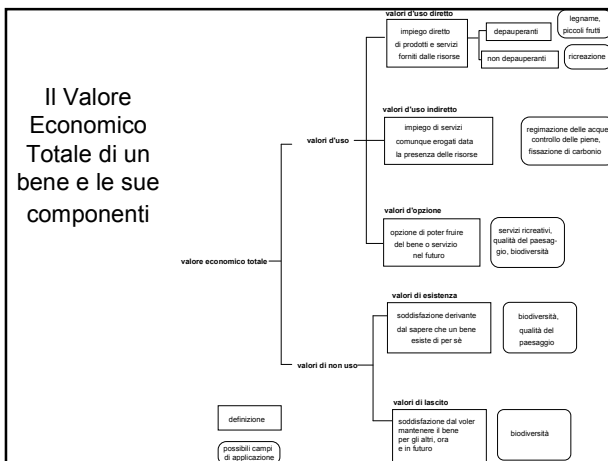 Il Valore
Economico
Totale di un
bene e le sue
componenti
valore economico totale
valori d'uso
valori d'uso diretto
impiego diretto
di prodotti e servizi
forniti dalle risorse
depauperanti
legname,
piccoli frutti
non depauperanti
ricreazione
valori d'uso indiretto
impiego di servizi
comunque erogati data
la presenza delle risorse
regimazione delle acque
controllo delle piene,
fissazione di carbonio
valori d'opzione
opzione di poter fruire
del bene o servizio
nel futuro
servizi ricreativi,
qualità del paesag-
gio, biodiversità
valori di non uso
valori di esistenza
soddisfazione derivante
dal sapere che un bene
esiste di per sè
biodiversità,
qualità del
paesaggio
valori di lascito
soddisfazione dal voler
mantenere il bene
per gli altri, ora
e in futuro
biodiversità
definizione
possibili campi
di applicazione